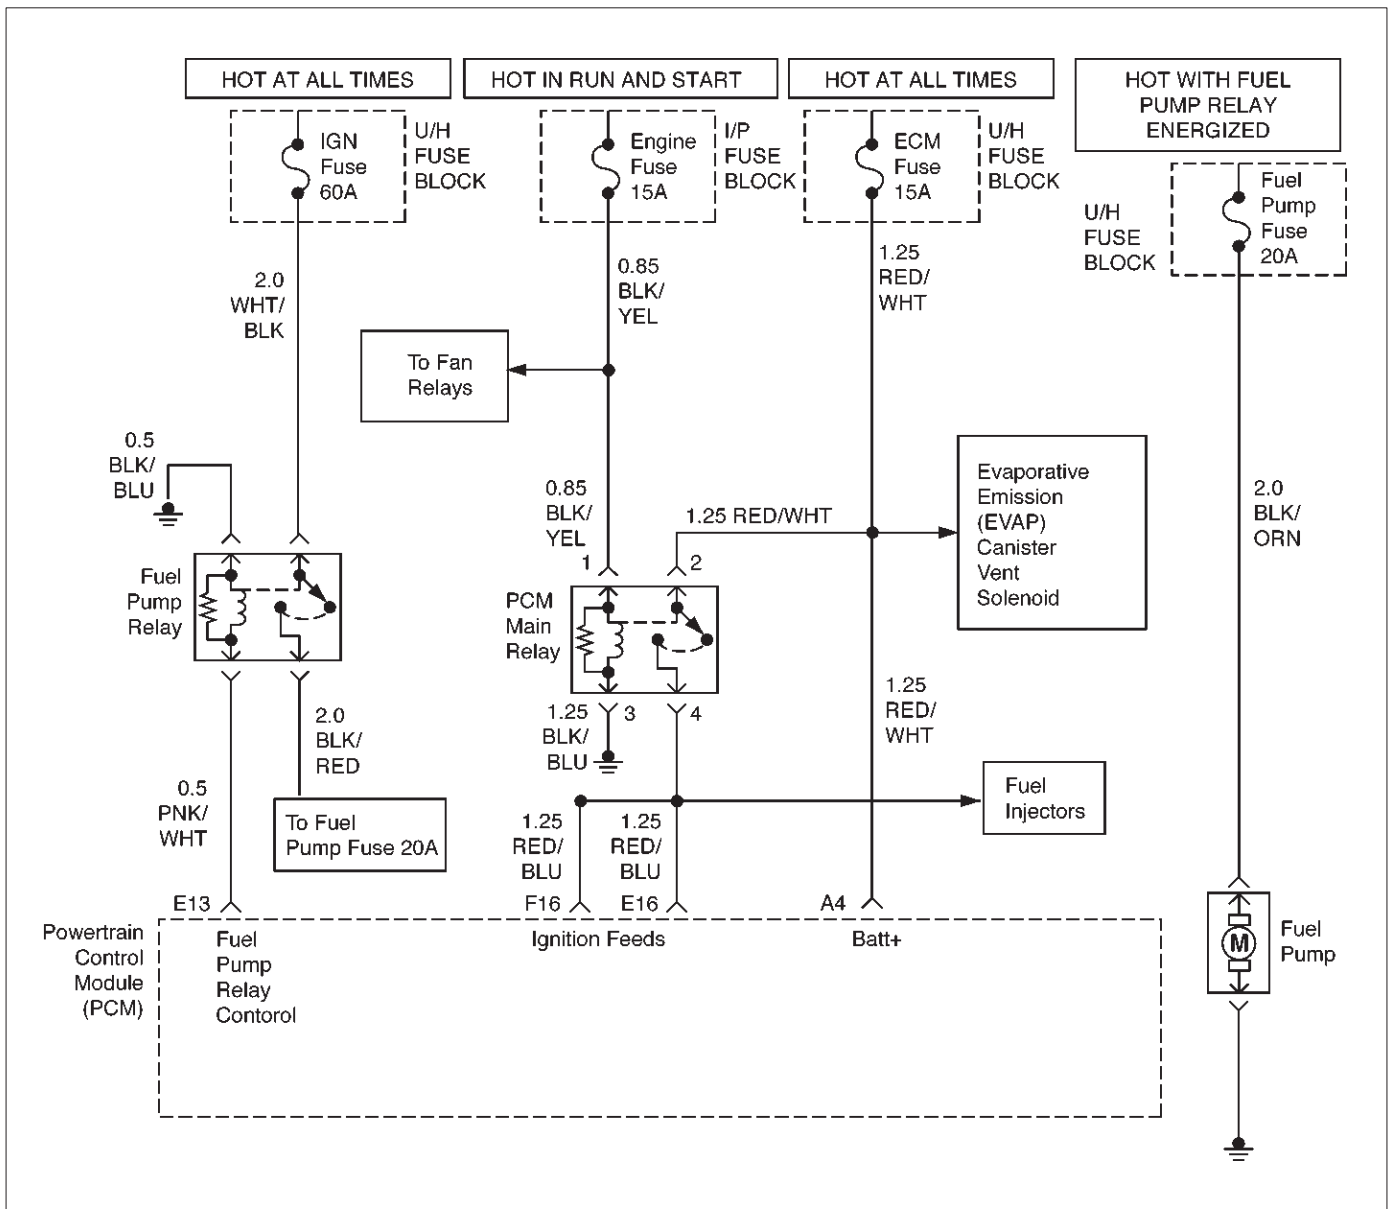 HOT AT ALL TIMES
HOT IN RUN AND START
HOT AT ALL TIMES
HOT WITH FUEL
PUMP RELAY
ENERGIZED
IGN
Fuse
60A
U/H
FUSE
BLOCK
Engine
Fuse
15A
I/P
FUSE
BLOCK
ECM
Fuse
15A
U/H
FUSE
BLOCK
U/H
FUSE
BLOCK
Fuel
Pump
Fuse
20A
2.0
WHT/
BLK
0.85
BLK/
YEL
1.25
RED/
WHT
To Fan
Relays
0.5
BLK/
BLU
0.85
BLK/
YEL
1
1.25 RED/WHT
2
Evaporative
Emission
(EVAP)
Canister
Vent
Solenoid
2.0
BLK/
ORN
Fuel
Pump
Relay
PCM
Main
Relay
2.0
BLK/
RED
1.25
BLK/
BLU
3
4
1.25
RED/
WHT
0.5
PNK/
WHT
To Fuel
Pump Fuse 20A
1.25
RED/
BLU
1.25
RED/
BLU
Fuel
Injectors
E13
F16
E16
A4
Powertrain
Control
Module
(PCM)
Fuel
Pump
Relay
Contorol
Ignition Feeds
Batt+
M
Fuel
Pump